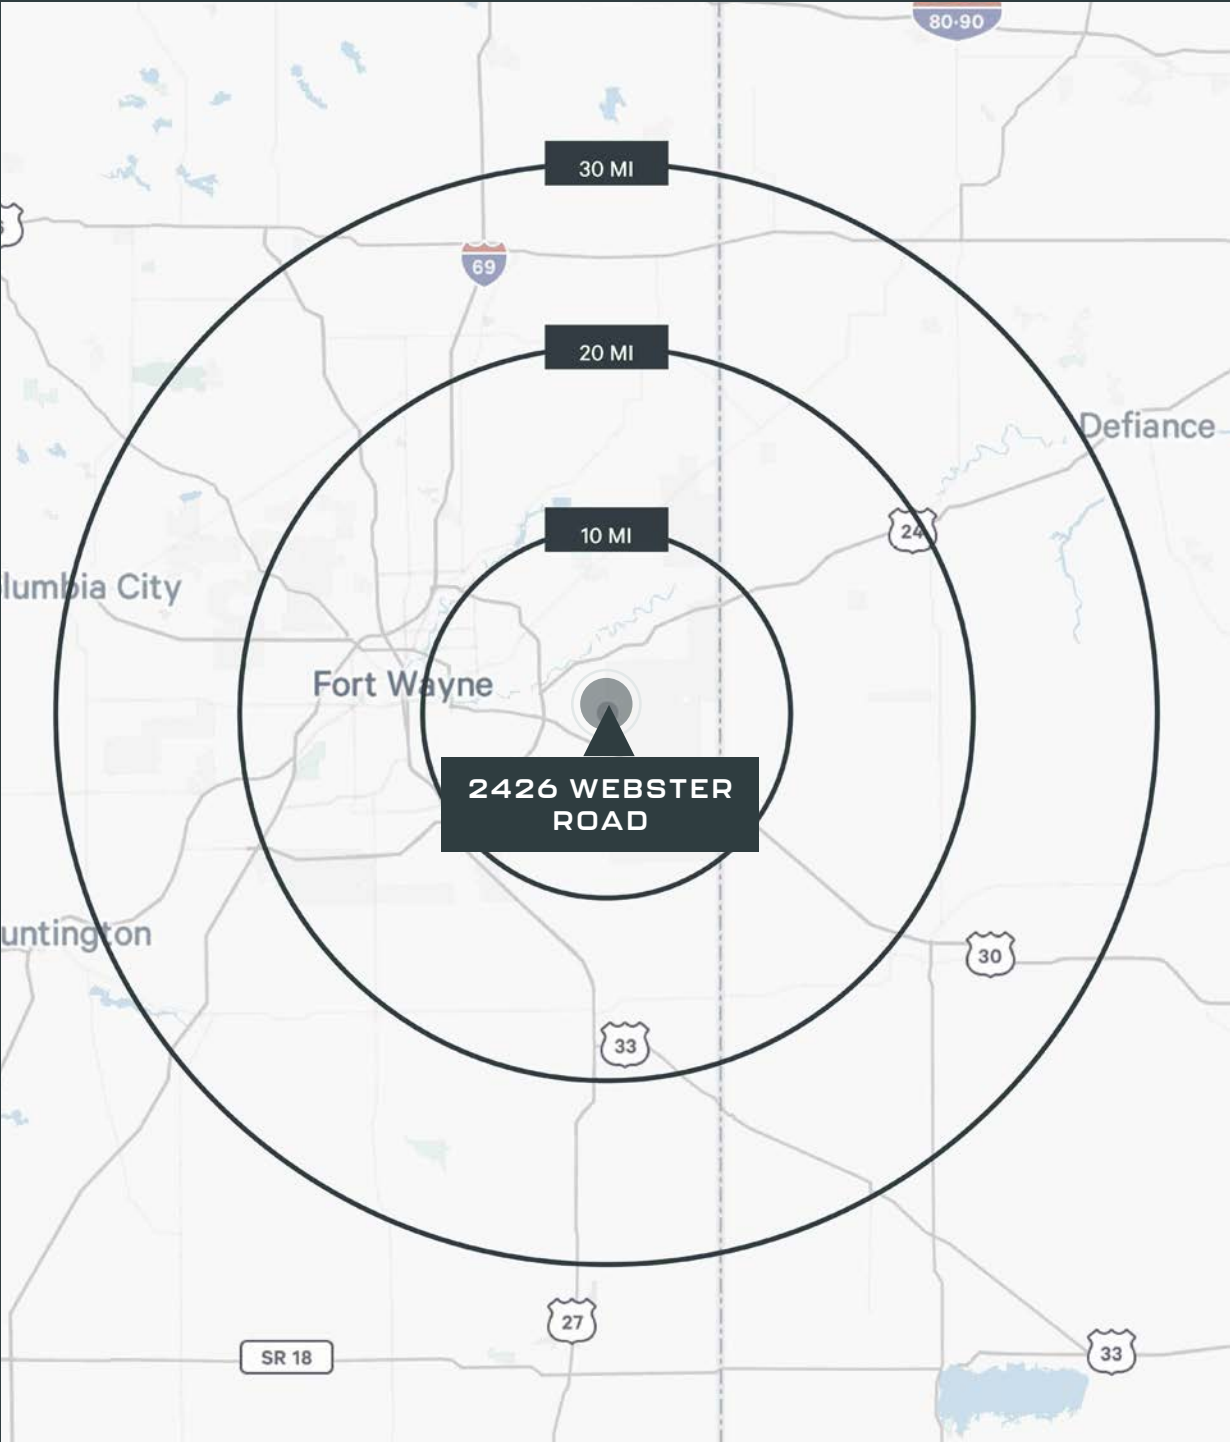 80·90
30 MI
6
69
20 MI
Defiance
24
10 MI
lumbia City
Fort Wayne
2426 WEBSTER
ROAD
untington
30
33
27
SR 18
33